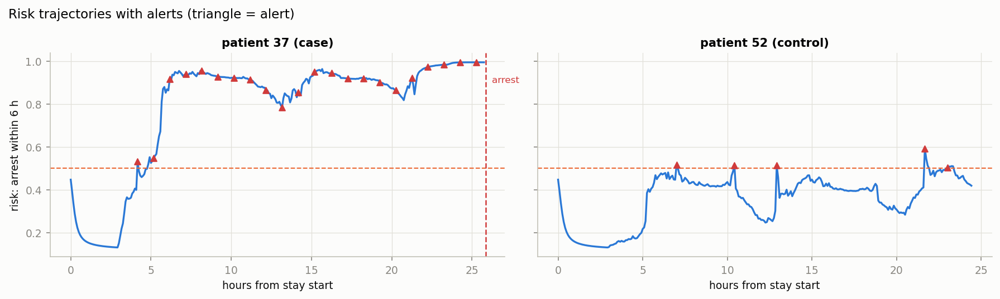 Risk trajectories with alerts (triangle = alert)
patient 37 (case)
patient 52 (control)
risk: arrest within 6 h
1.0
0.8
0.6
0.4
0.2
arrest
0 5 10 15 20 25
0 5 10 15 20 25
hours from stay start
hours from stay start